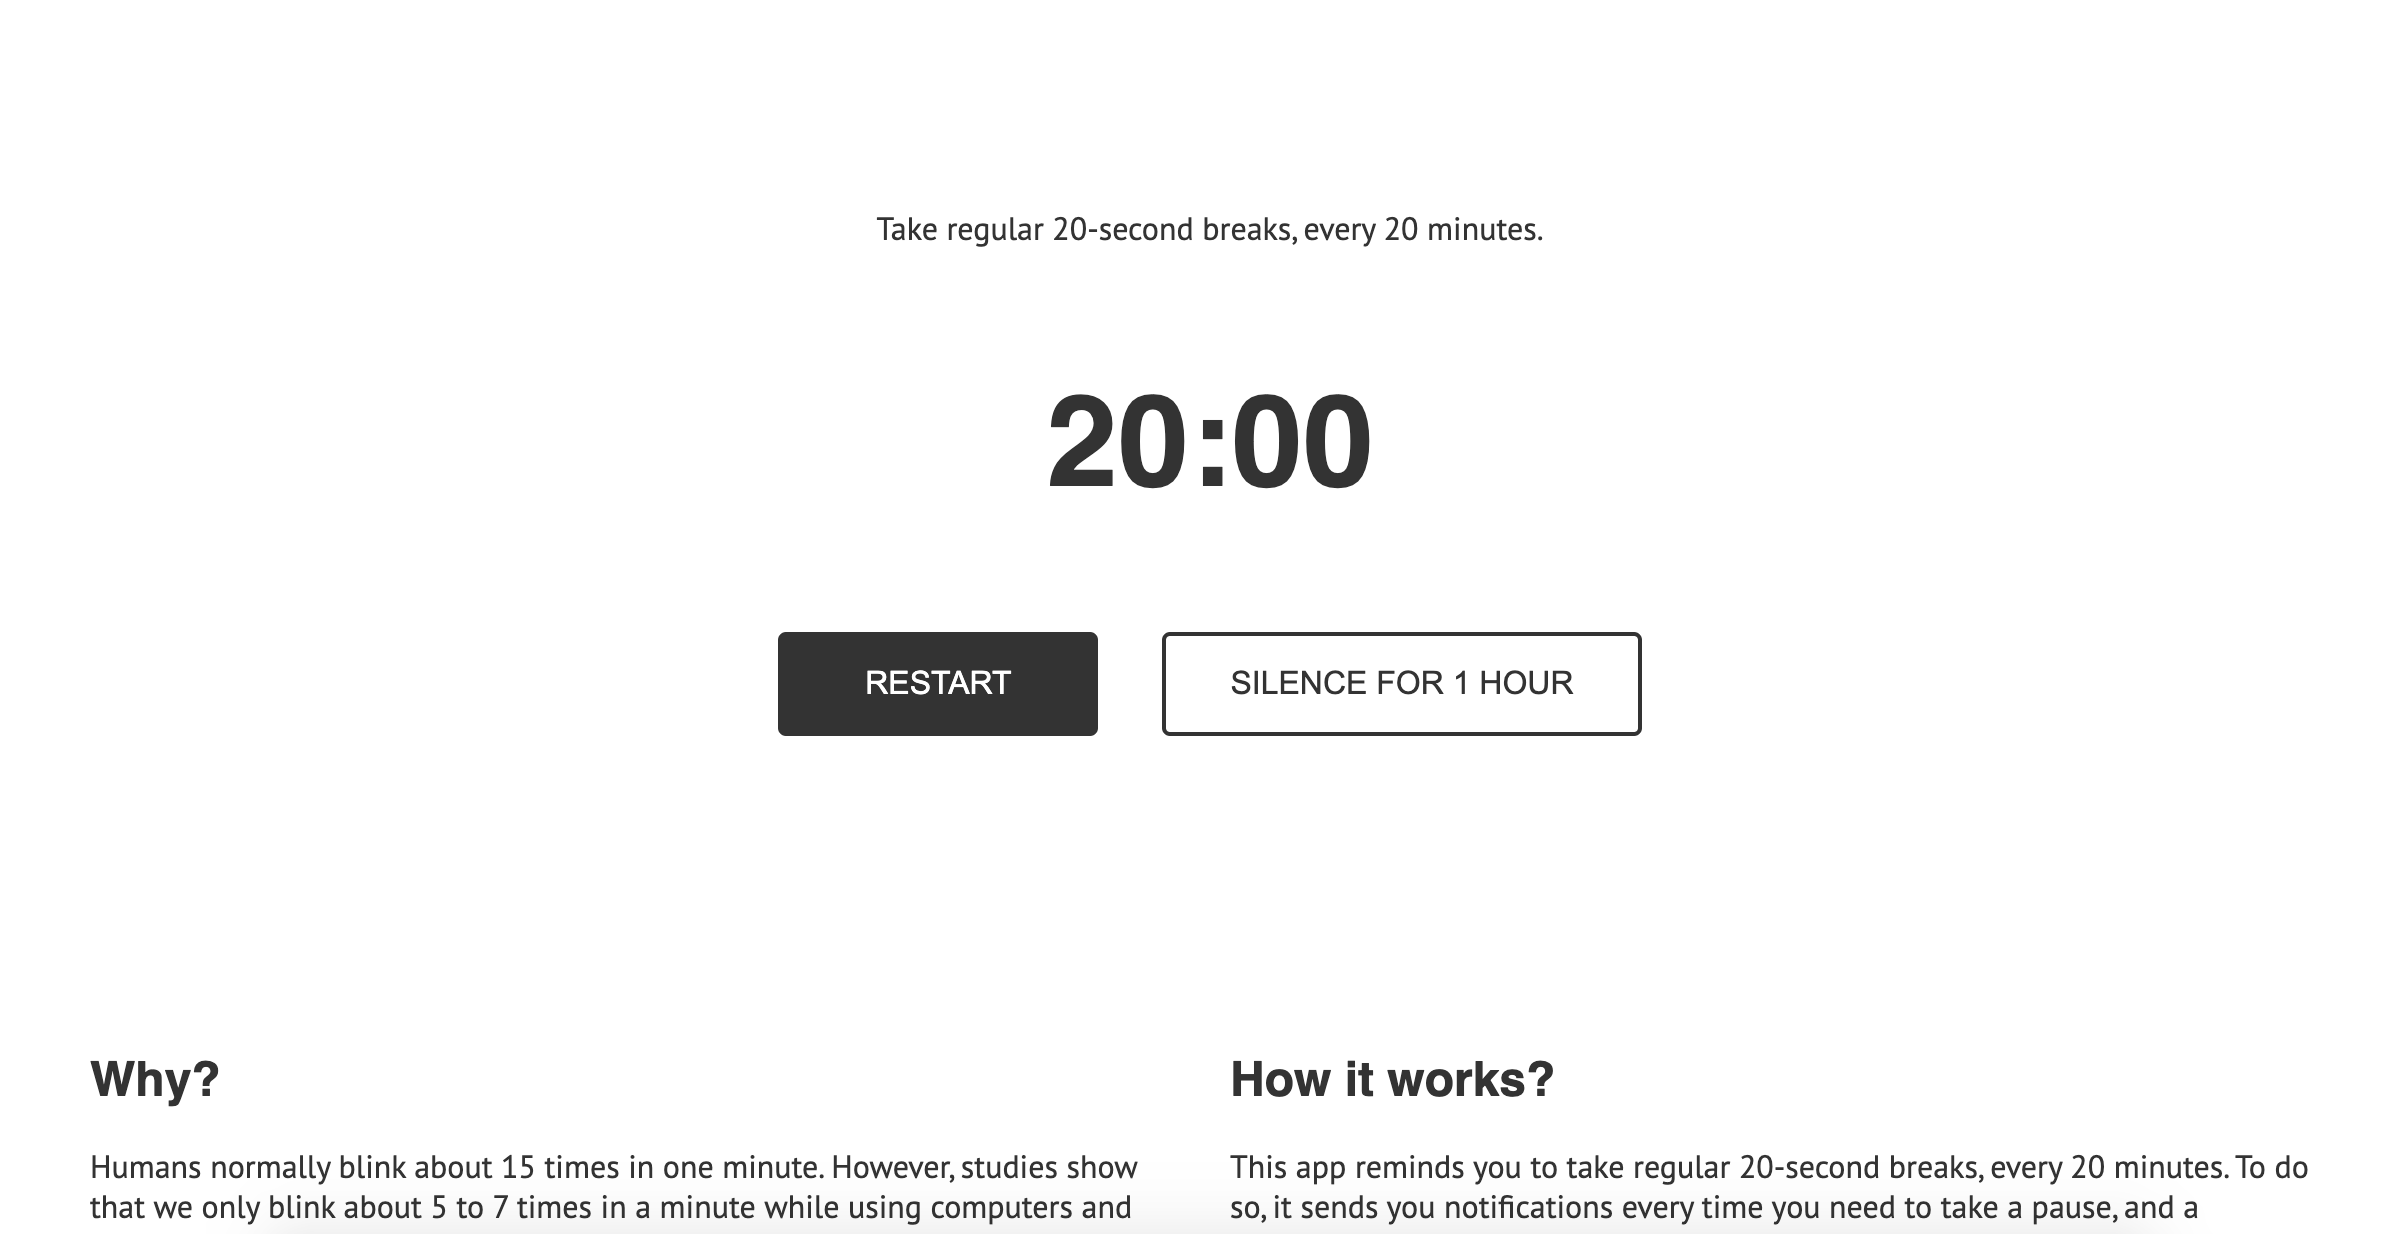 Take regular 20-second breaks, every 20 minutes.
20:00
RESTART
SILENCE FOR 1 HOUR
Why?
Humans normally blink about 15 times in one minute. However, studies show
that we only blink about 5 to 7 times in a minute while using computers and
How it works?
This app reminds you to take regular 20-second breaks, every 20 minutes. To do
so, it sends you notifications every time you need to take a pause, and a